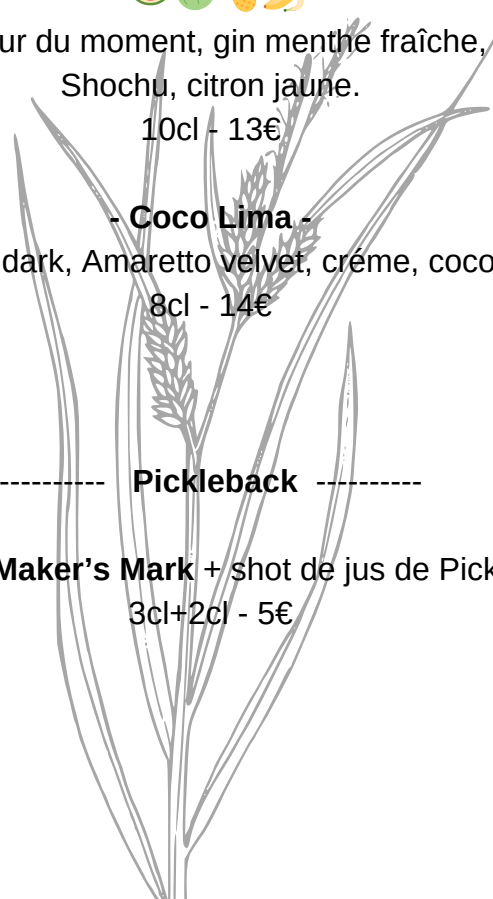 ur du moment, gin menthe fraîche,
Shochu, citron jaune.
10cl - 13€
- Coco Lima -
dark, Amaretto velvet, créme, coco
8cl - 14€
---------- Pickleback ----------
Maker’s Mark + shot de jus de Pick
3cl+2cl - 5€